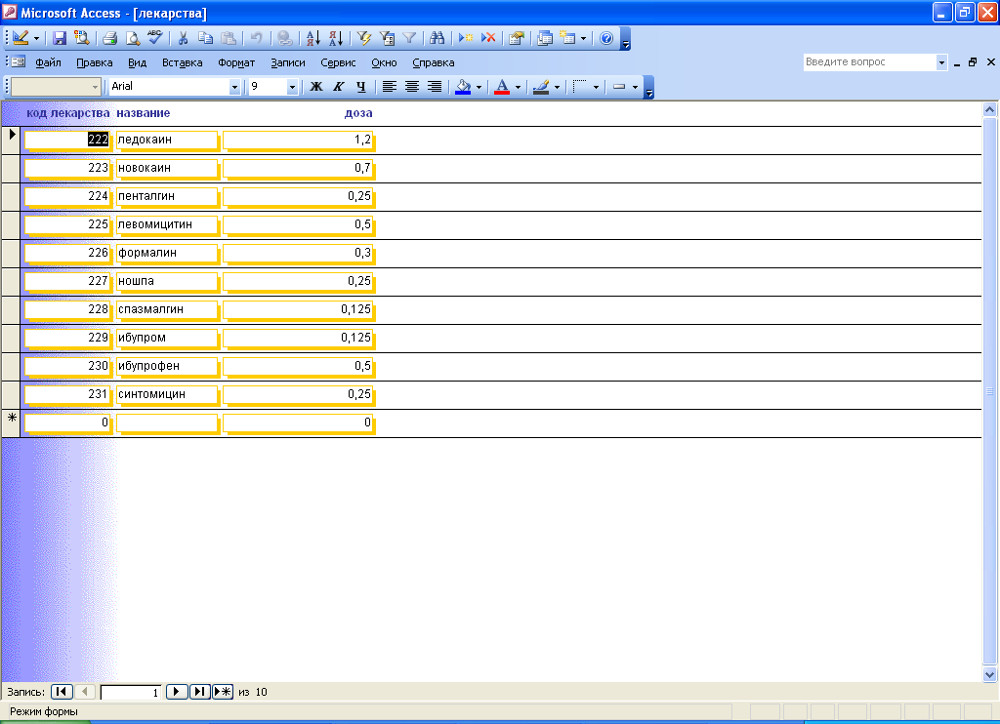 Microsoft Access - [лекарства]
Файл Правка Вид Вставка Формат Записи Сервис Окно Справка Введите вопрос
Arial 9 Ж К Ч
код лекарства название доза
222 ледокаин 1,2
223 новокаин 0,7
224 пенталгин 0,25
225 левомицитин 0,5
226 формалин 0,3
227 ношпа 0,25
228 спазмалгин 0,125
229 ибупром 0,125
230 ибупрофен 0,5
231 синтомицин 0,25
0 0
Запись: 1 из 10
Режим формы